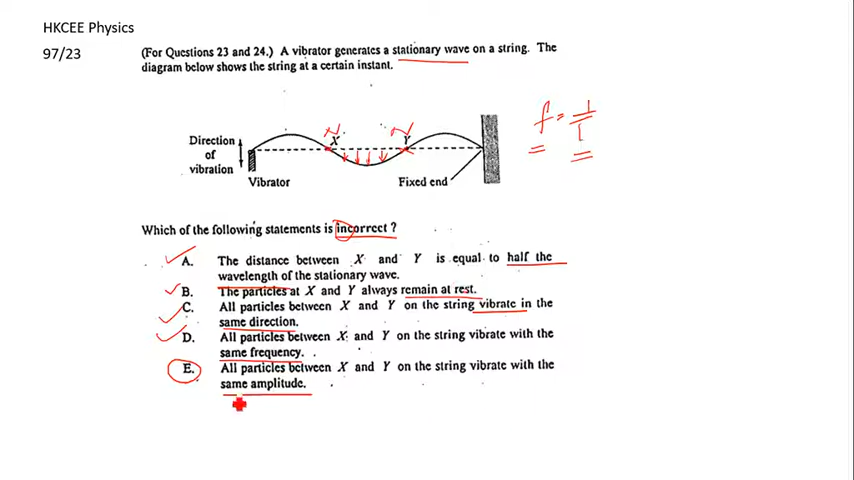 HKCEE Physics
97/23
(For Questions 23 and 24.) A vibrator generates a stationary wave on a string. The
diagram below shows the string at a certain instant.
N
N
f = 1/T
X
Y
Direction
of
vibration
Vibrator
Fixed end
Which of the following statements is incorrect ?
A. The distance between X and Y is equal to half the
wavelength of the stationary wave.
B. The particles at X and Y always remain at rest.
C. All particles between X and Y on the string vibrate in the
same direction.
D. All particles between X and Y on the string vibrate with the
same frequency.
E. All particles between X and Y on the string vibrate with the
same amplitude.